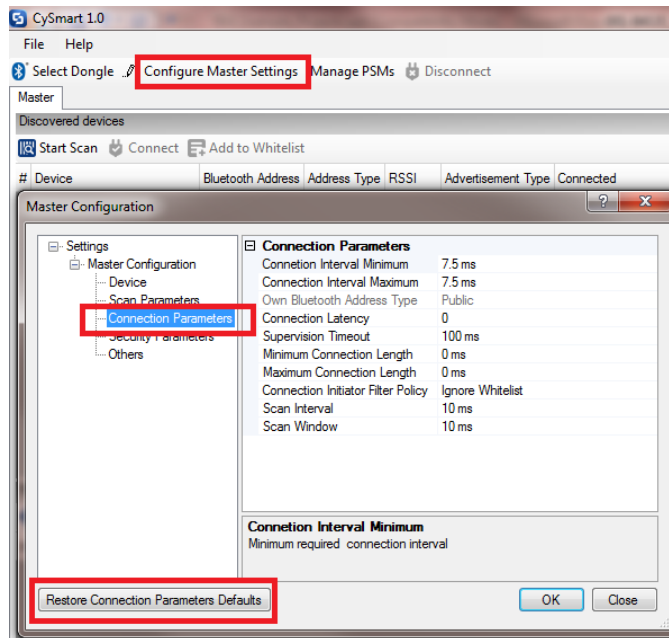 CySmart 1.0
File Help
Select Dongle Configure Master Settings Manage PSMs Disconnect
Master
Discovered devices
Start Scan Connect Add to Whitelist
# Device Bluetooth Address Address Type RSSI Advertisement Type Connected
Master Configuration
Settings
Master Configuration
Device
Scan Parameters
Connection Parameters
Security Parameters
Others
Connection Parameters
Connetion Interval Minimum 7.5 ms
Connection Interval Maximum 7.5 ms
Own Bluetooth Address Type Public
Connection Latency 0
Supervision Timeout 100 ms
Minimum Connection Length 0 ms
Maximum Connection Length 0 ms
Connection Initiator Filter Policy Ignore Whitelist
Scan Interval 10 ms
Scan Window 10 ms
Connetion Interval Minimum
Minimum required connection interval
Restore Connection Parameters Defaults OK Close